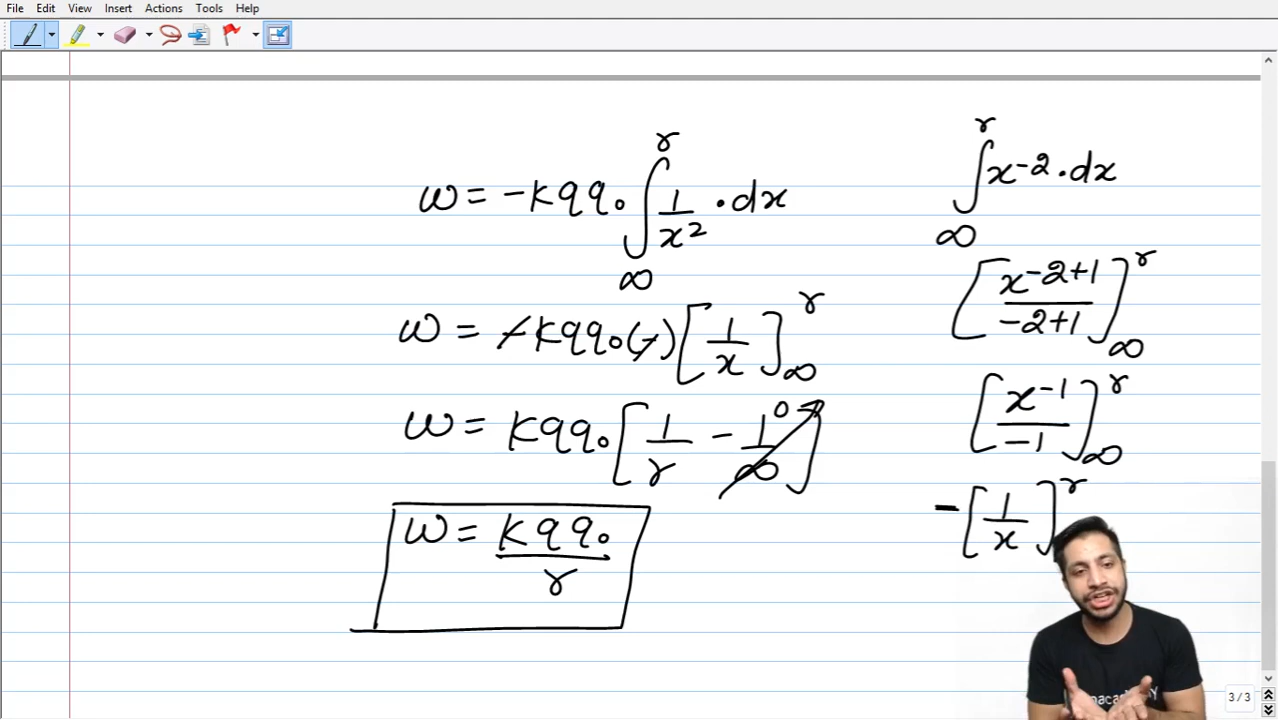 File Edit View Insert Actions Tools Help
W = -kqq₀ ∫_∞^r 1/x² · dx
W = -kqq₀(-) [1/x]_∞^r
W = kqq₀ [1/r - 1/∞ 0]
W = kqq₀/r
∫_∞^r x⁻² · dx
[x⁻²⁺¹/-2+1]_∞^r
[x⁻¹/-1]_∞^r
-[1/x]^r
3 / 3